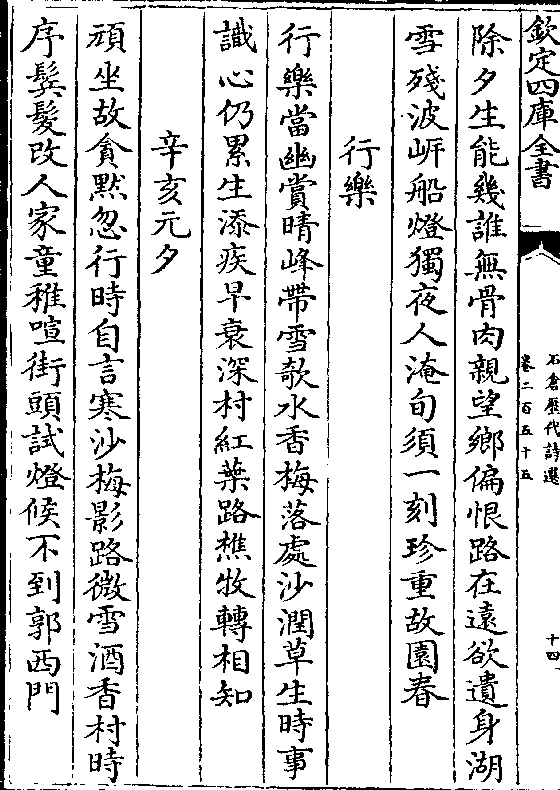 欽定四庫全書
石倉歷代詩選
卷二百五十五
十四
除夕生能幾誰無骨肉親望鄉偏恨路在遠欲遺身湖
雪殘波㟁船燈獨夜人淹旬須一刻珍重故園春
行樂
行樂當幽賞晴峰帶雪欹水香梅落處沙潤草生時事
識心仍累生添疾早衰深村紅葉路樵牧轉相知
辛亥元夕
頑坐故貪黙忽行時自言寒沙梅影路微雪酒香村時
序鬂髮改人家童稚喧街頭試燈候不到郭西門